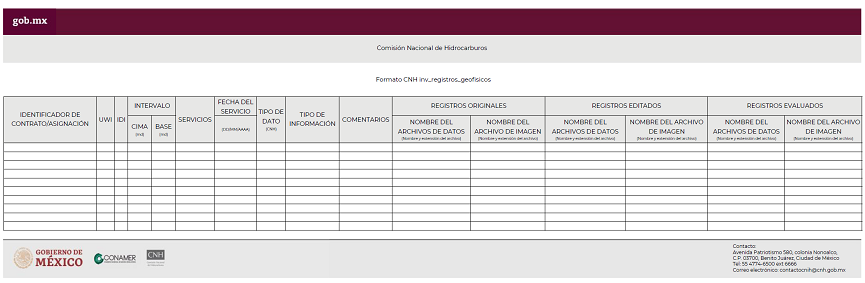 gob.mx
Comisión Nacional de Hidrocarburos
Formato CNH inv_registros_geofisicos
IDENTIFICADOR DE CONTRATO/ASIGNACIÓN
UWI
IDI
INTERVALO
CIMA
(md)
BASE
(md)
SERVICIOS
FECHA DEL SERVICIO
(DD/MM/AAAA)
TIPO DE DATO
(CNH)
TIPO DE INFORMACIÓN
COMENTARIOS
REGISTROS ORIGINALES
NOMBRE DEL ARCHIVOS DE DATOS
(Nombre y extensión del archivo)
NOMBRE DEL ARCHIVO DE IMAGEN
(Nombre y extensión del archivo)
REGISTROS EDITADOS
NOMBRE DEL ARCHIVOS DE DATOS
(Nombre y extensión del archivo)
NOMBRE DEL ARCHIVO DE IMAGEN
(Nombre y extensión del archivo)
REGISTROS EVALUADOS
NOMBRE DEL ARCHIVOS DE DATOS
(Nombre y extensión del archivo)
NOMBRE DEL ARCHIVO DE IMAGEN
(Nombre y extensión del archivo)
GOBIERNO DE
MÉXICO
CONAMER
CNH
Contacto:
Avenida Patriotismo 580, colonia Nonoalco,
C.P. 03700, Benito Juárez, Ciudad de México
Tel: 55 4774-6500 ext 6666
Correo electrónico: contactocnih@cnh.gob.mx